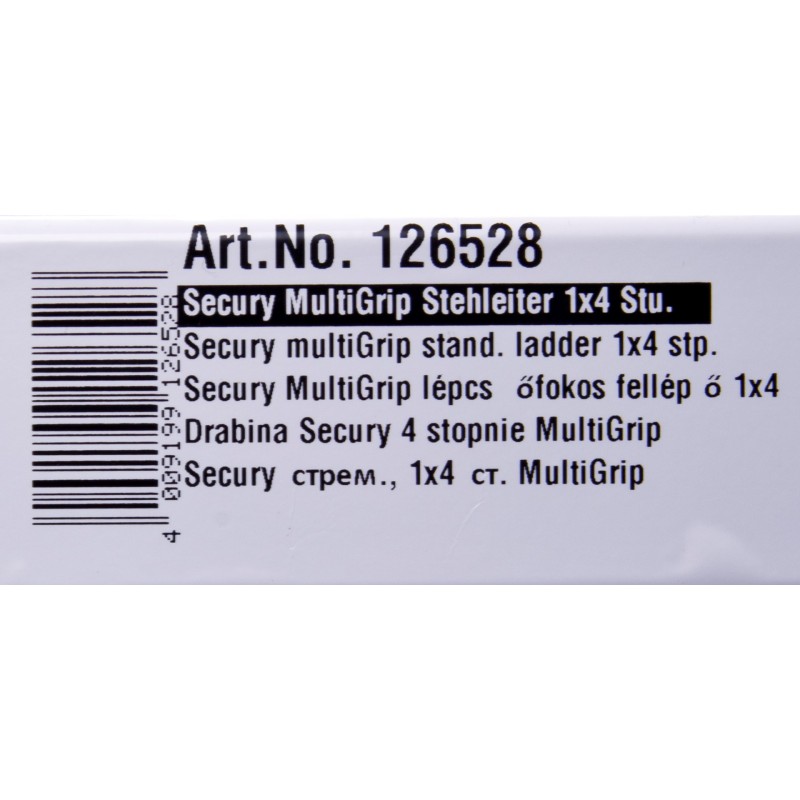 Art.No. 126528
Secury MultiGrip Stehleiter 1x4 Stu.
Secury multiGrip stand. ladder 1x4 stp.
Secury MultiGrip lépcs őfokos fellép ő 1x4
Drabina Secury 4 stopnie MultiGrip
Secury стрем., 1x4 ст. MultiGrip
4 009199 126528